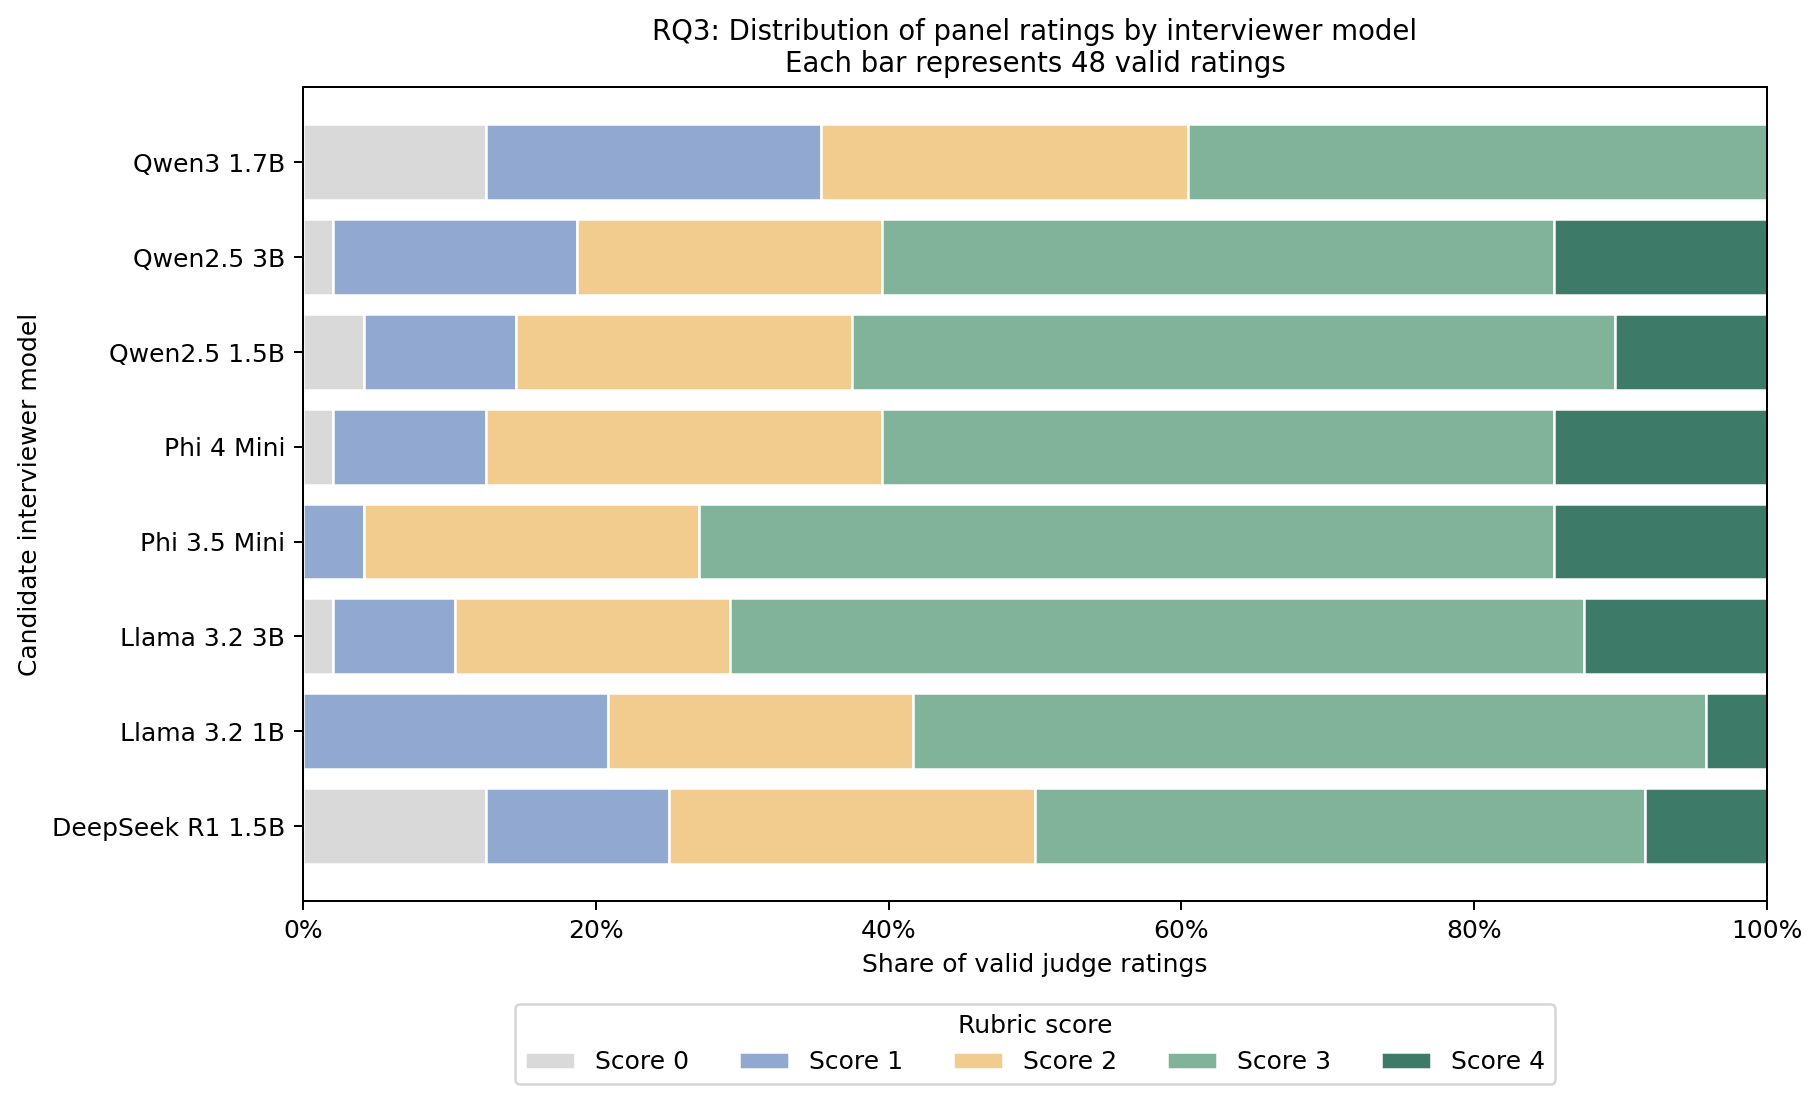 RQ3: Distribution of panel ratings by interviewer model
Each bar represents 48 valid ratings
Candidate interviewer model
Qwen3 1.7B
Qwen2.5 3B
Qwen2.5 1.5B
Phi 4 Mini
Phi 3.5 Mini
Llama 3.2 3B
Llama 3.2 1B
DeepSeek R1 1.5B
0% 20% 40% 60% 80% 100%
Share of valid judge ratings
Rubric score
Score 0 Score 1 Score 2 Score 3 Score 4